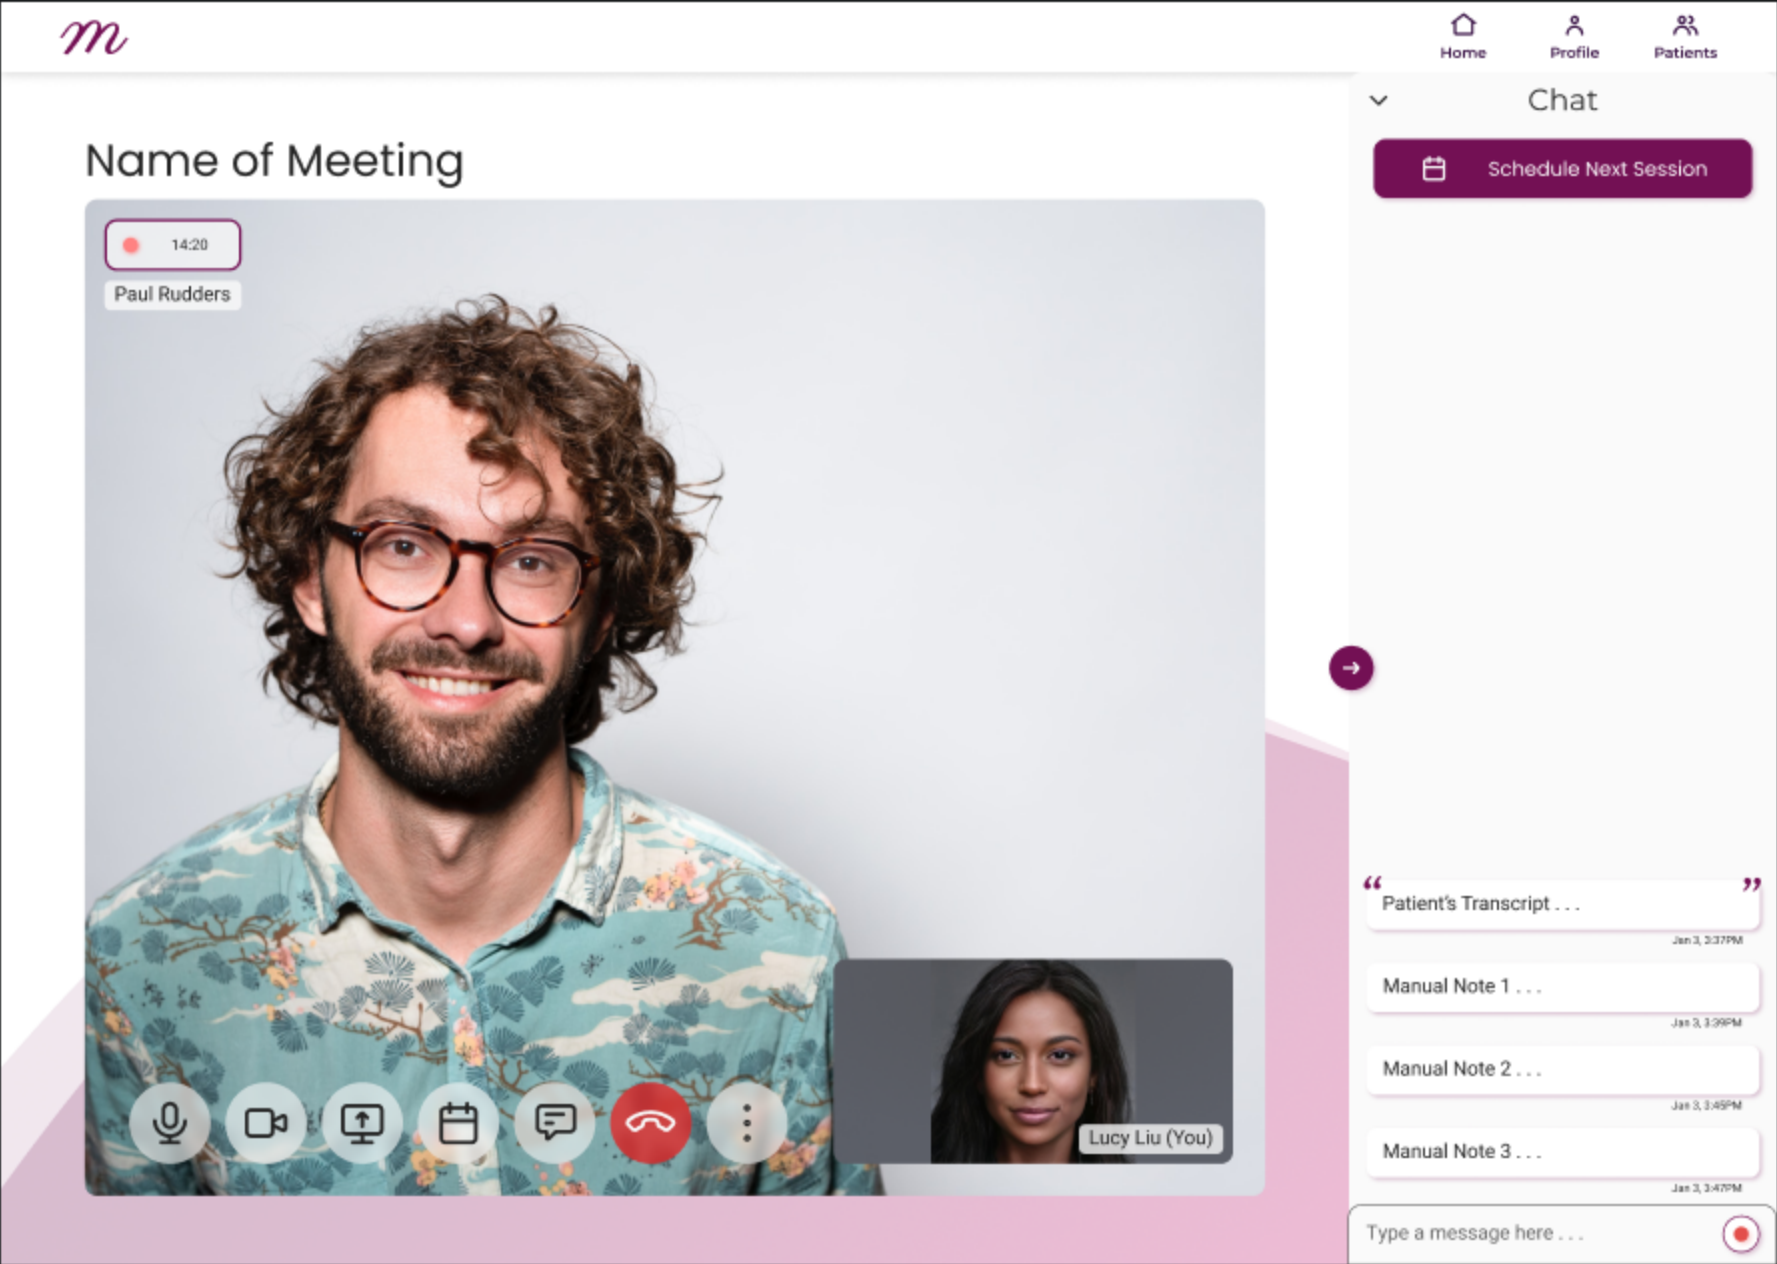 m
Home
Profile
Patients
Name of Meeting
14:20
Paul Rudders
Lucy Liu (You)
Chat
Schedule Next Session
“ Patient's Transcript . . . ”
Jan 3, 3:37PM
Manual Note 1 . . .
Jan 3, 3:39PM
Manual Note 2 . . .
Jan 3, 3:45PM
Manual Note 3 . . .
Jan 3, 3:47PM
Type a message here . . .